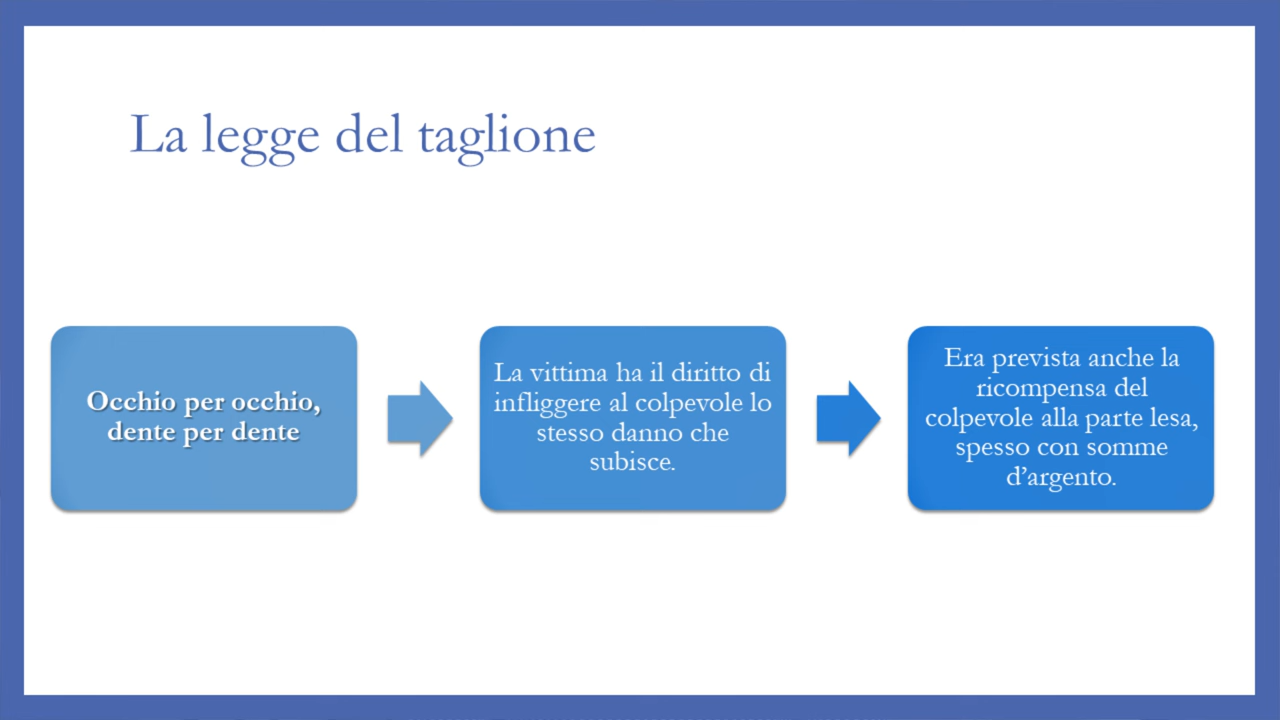 La legge del taglione
Occhio per occhio,
dente per dente
La vittima ha il diritto di
infliggere al colpevole lo
stesso danno che
subisce.
Era prevista anche la
ricompensa del
colpevole alla parte lesa,
spesso con somme
d’argento.